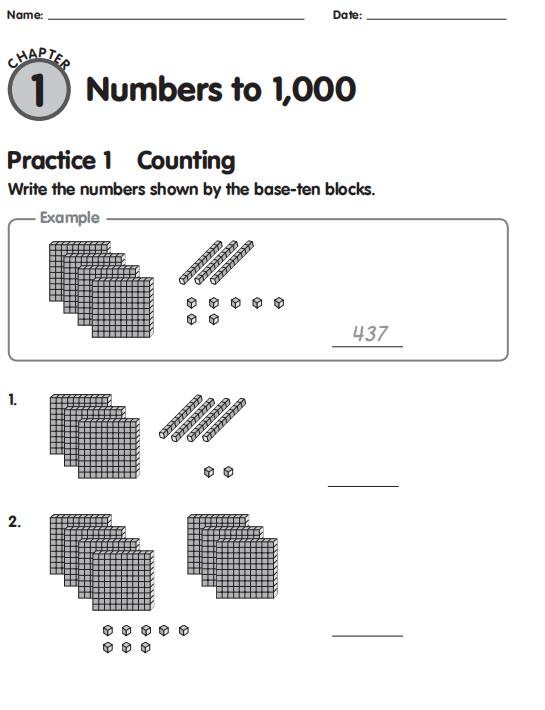 Name: Date:
CHAPTER
1 Numbers to 1,000
Practice 1 Counting
Write the numbers shown by the base-ten blocks.
Example
437
1.
2.